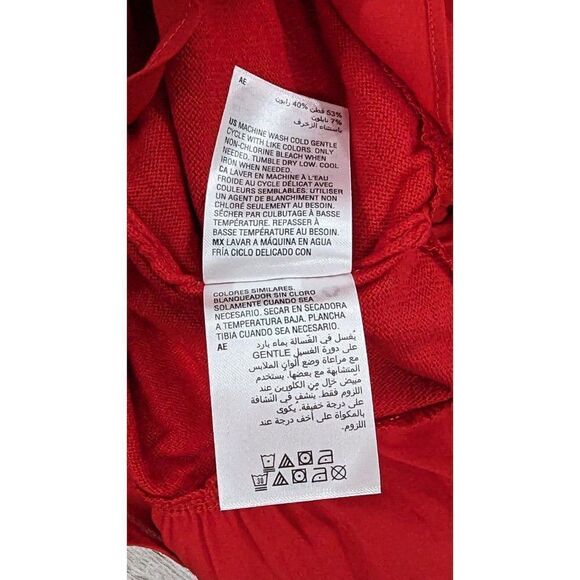 AE
53% قطن 40% رايون
7% نايلون
باستثناء الزخرف
US MACHINE WASH COLD GENTLE
CYCLE WITH LIKE COLORS. ONLY
NON-CHLORINE BLEACH WHEN
NEEDED. TUMBLE DRY LOW. COOL
IRON WHEN NEEDED.
CA LAVER EN MACHINE À L'EAU
FROIDE AU CYCLE DÉLICAT AVEC
COULEURS SEMBLABLES. UTILISER
UN AGENT DE BLANCHIMENT NON
CHLORÉ SEULEMENT AU BESOIN.
SÉCHER PAR CULBUTAGE À BASSE
TEMPÉRATURE. REPASSER À
BASSE TEMPÉRATURE AU BESOIN.
MX LAVAR A MÁQUINA EN AGUA
FRÍA CICLO DELICADO CON
COLORES SIMILARES.
BLANQUEADOR SIN CLORO
SOLAMENTE CUANDO SEA
NECESARIO. SECAR EN SECADORA
A TEMPERATURA BAJA. PLANCHA
TIBIA CUANDO SEA NECESARIO.
AE يُغسل في الغسالة بماء بارد
على دورة الغسيل GENTLE
مع مراعاة وضع ألوان الملابس
المتشابهة مع بعضها. يستخدم
مبيض خالٍ من الكلورين عند
اللزوم فقط. ينشف في النشافة
على درجة خفيفة. يُكوى
بالمكواة على أخف درجة عند
اللزوم.
30